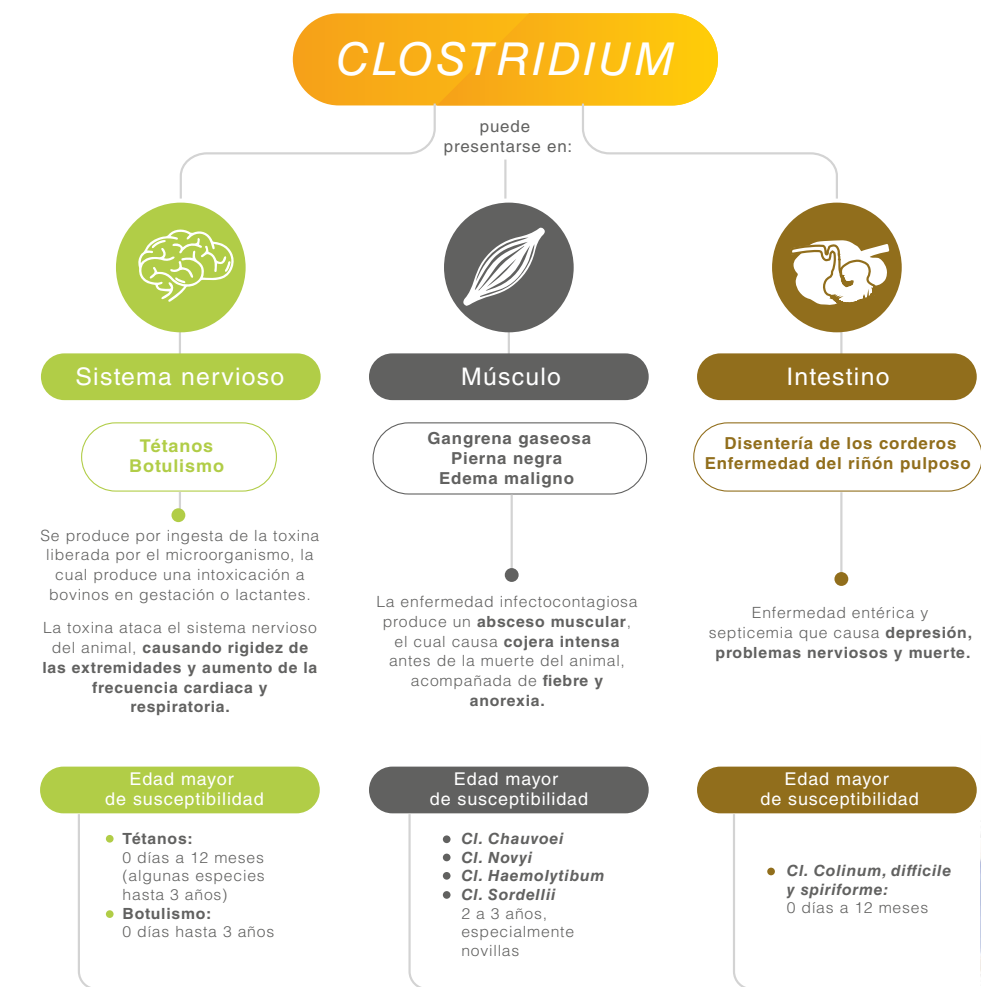 CLOSTRIDIUM
puede
presentarse en:
Sistema nervioso
Tétanos
Botulismo
Se produce por ingesta de la toxina
liberada por el microorganismo, la
cual produce una intoxicación a
bovinos en gestación o lactantes.
La toxina ataca el sistema nervioso
del animal, causando rigidez de
las extremidades y aumento de la
frecuencia cardiaca y
respiratoria.
Edad mayor
de susceptibilidad
Tétanos:
0 días a 12 meses
(algunas especies
hasta 3 años)
Botulismo:
0 días hasta 3 años
Músculo
Gangrena gaseosa
Pierna negra
Edema maligno
La enfermedad infectocontagiosa
produce un absceso muscular,
el cual causa cojera intensa
antes de la muerte del animal,
acompañada de fiebre y
anorexia.
Edad mayor
de susceptibilidad
Cl. Chauvoei
Cl. Novyi
Cl. Haemolytibum
Cl. Sordellii
2 a 3 años,
especialmente
novillas
Intestino
Disentería de los corderos
Enfermedad del riñón pulposo
Enfermedad entérica y
septicemia que causa depresión,
problemas nerviosos y muerte.
Edad mayor
de susceptibilidad
Cl. Colinum, difficile
y spiriforme:
0 días a 12 meses